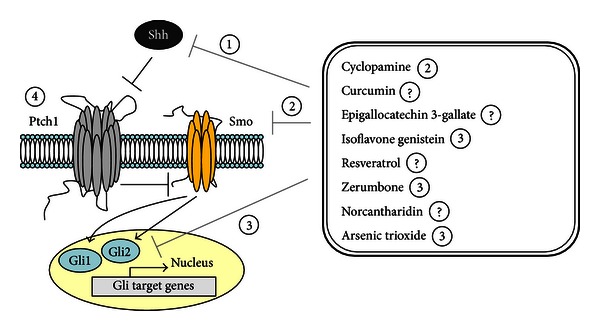 Shh
1
4
Ptch1
Smo
2
3
Gli1
Gli2
Nucleus
Gli target genes
Cyclopamine 2
Curcumin ?
Epigallocatechin 3-gallate ?
Isoflavone genistein 3
Resveratrol ?
Zerumbone 3
Norcantharidin ?
Arsenic trioxide 3